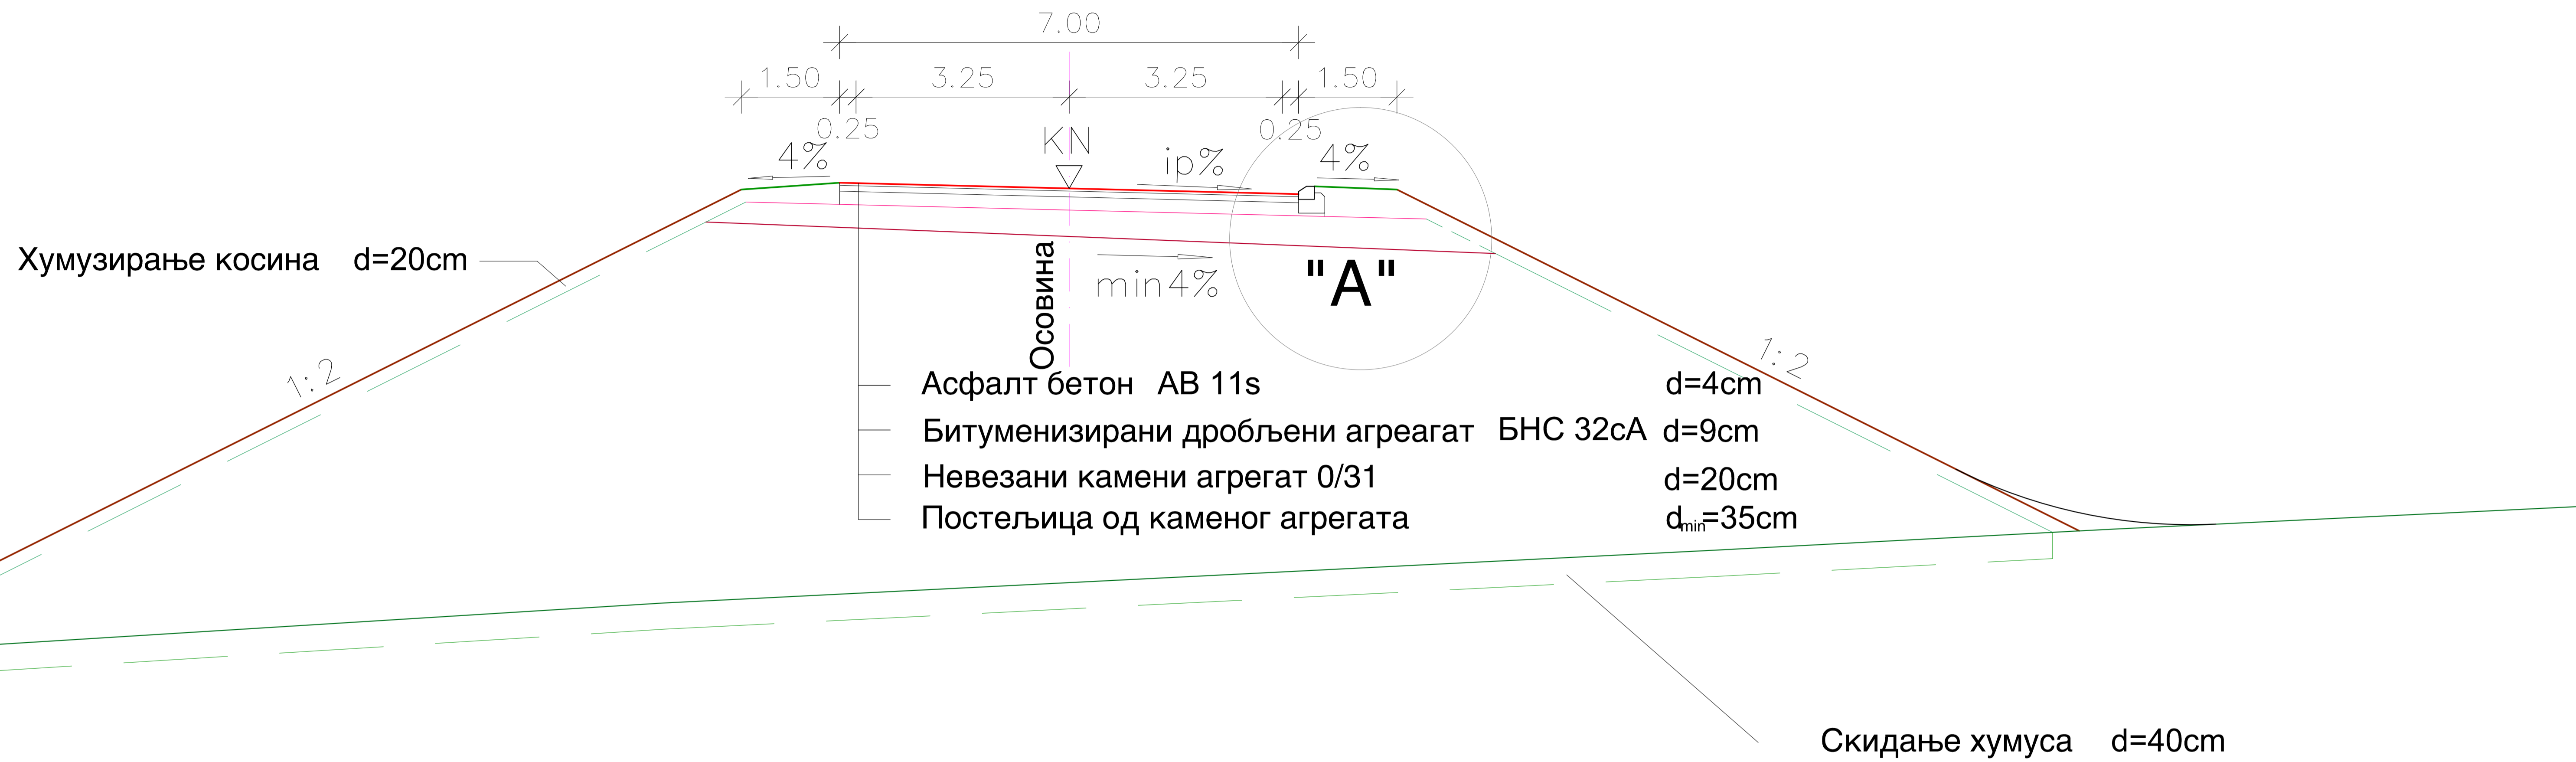 7.00
1.50 3.25 3.25 1.50
0.25 0.25
4% KN ip% 4%
Хумузирање косина d=20cm
Осовина
min4%
"A"
1:2
1:2
Асфалт бетон АВ 11s d=4cm
Битуменизирани дробљени агреагат БНС 32сА d=9cm
Невезани камени агрегат 0/31 d=20cm
Постељица од каменог агрегата dmin=35cm
Скидање хумуса d=40cm